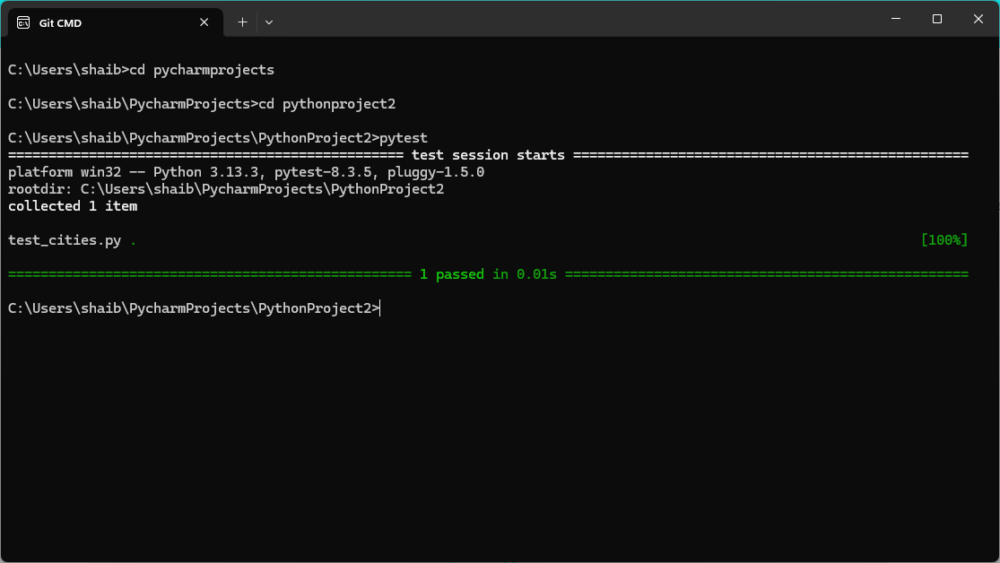 Git CMD
C:\Users\shaib>cd pycharmprojects
C:\Users\shaib\PycharmProjects>cd pythonproject2
C:\Users\shaib\PycharmProjects\PythonProject2>pytest
================================================= test session starts =================================================
platform win32 -- Python 3.13.3, pytest-8.3.5, pluggy-1.5.0
rootdir: C:\Users\shaib\PycharmProjects\PythonProject2
collected 1 item
test_cities.py . [100%]
================================================== 1 passed in 0.01s ==================================================
C:\Users\shaib\PycharmProjects\PythonProject2>